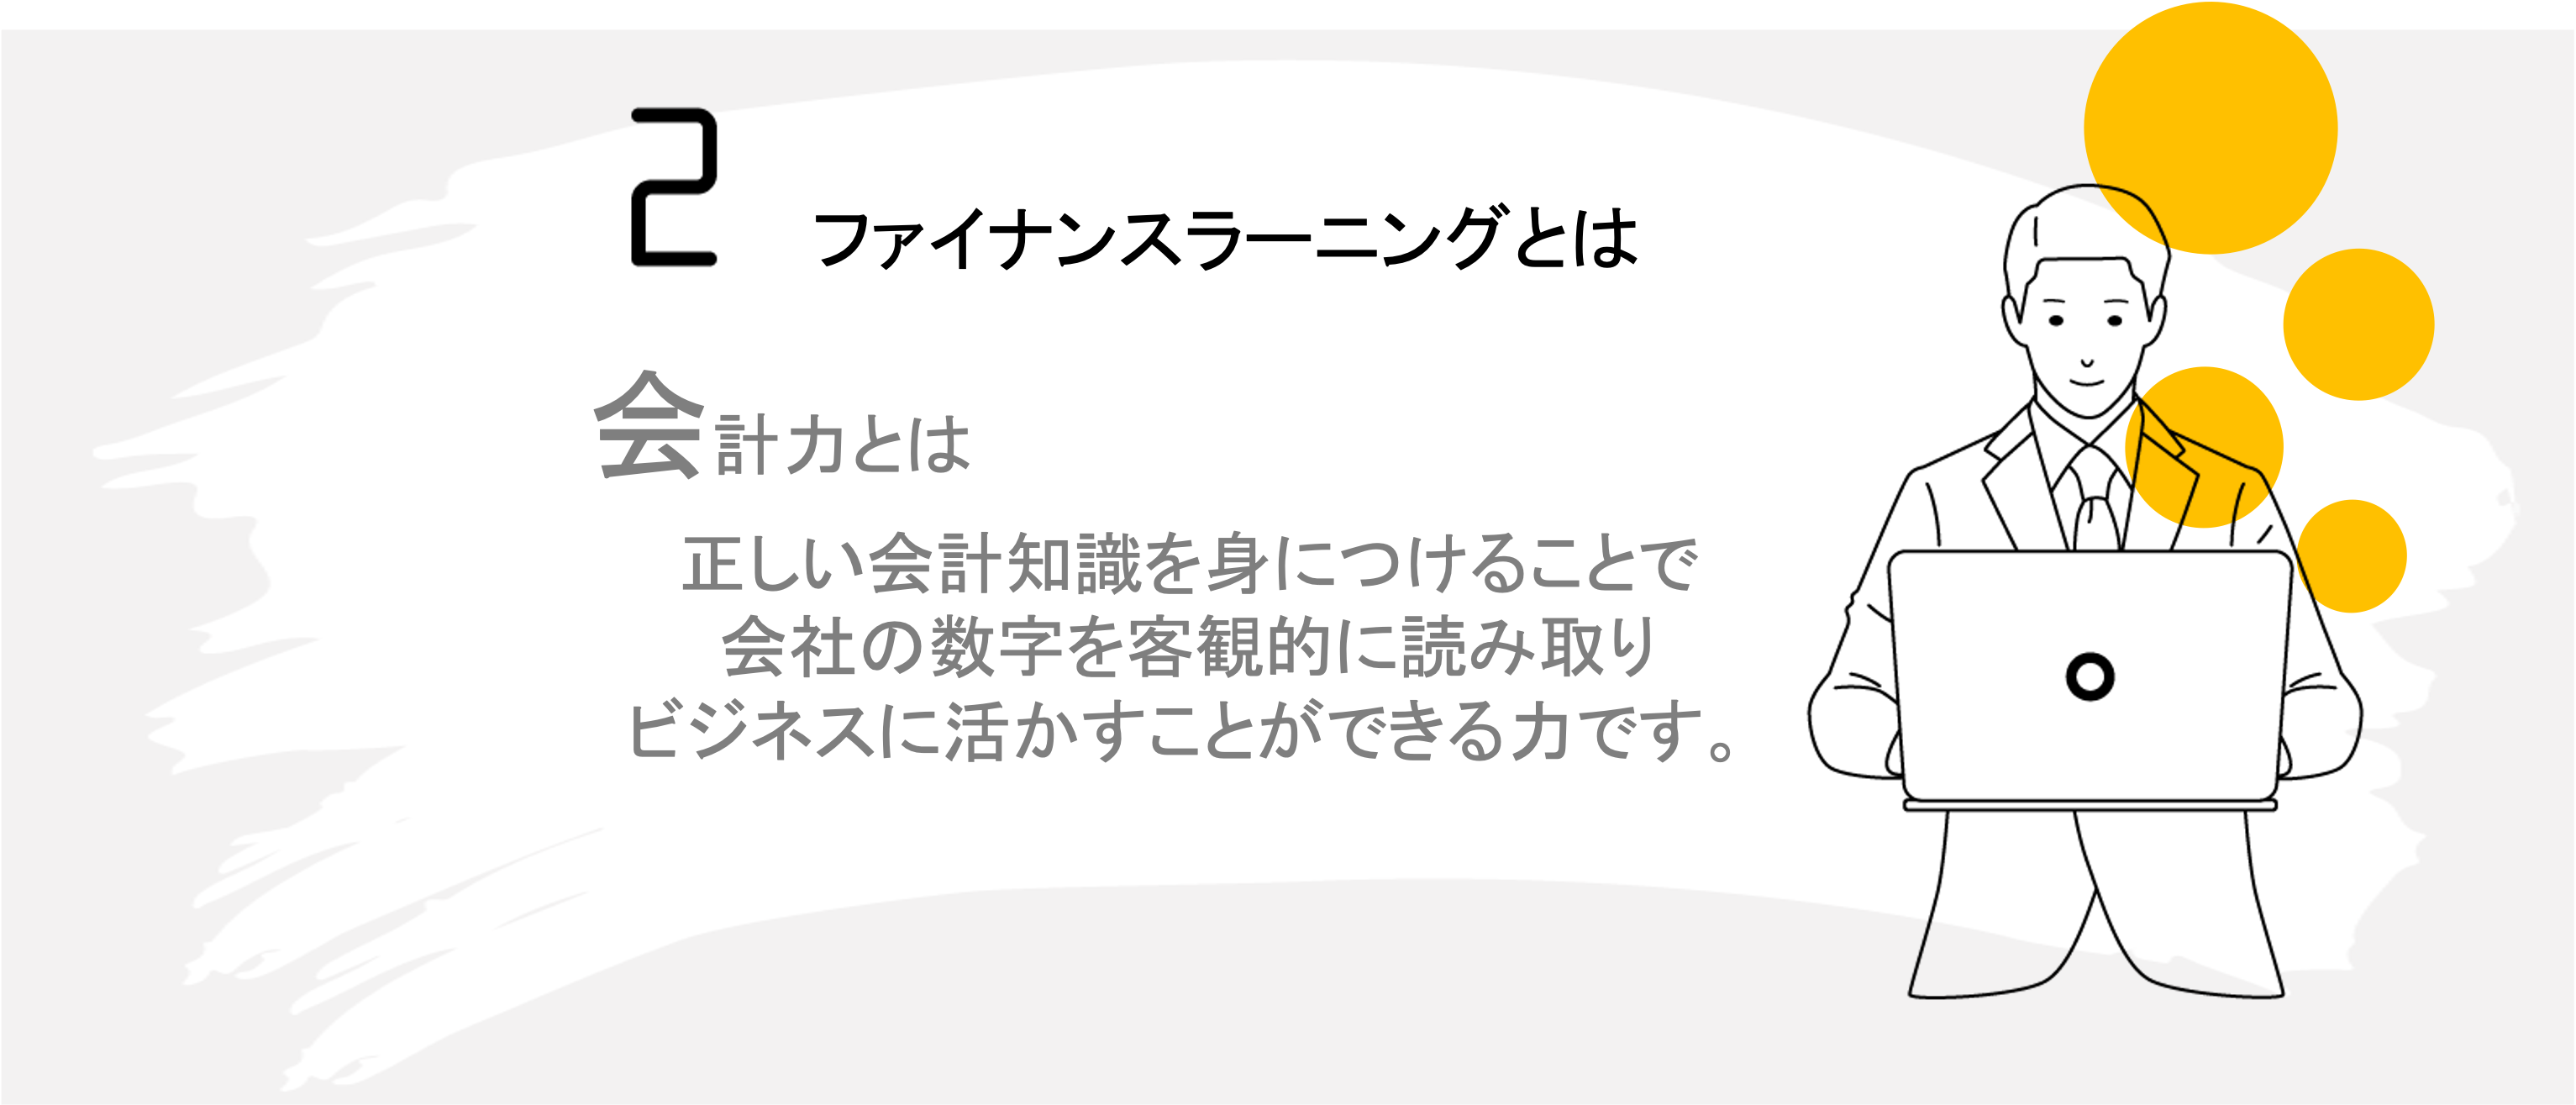 2
ファイナンスラーニングとは
会計力とは
正しい会計知識を身につけることで
会社の数字を客観的に読み取り
ビジネスに活かすことができる力です。